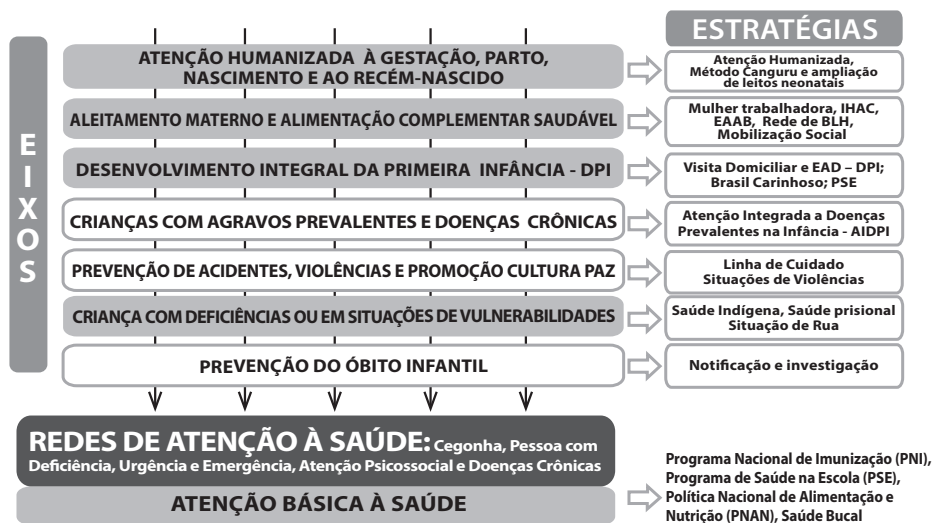 ESTRATÉGIAS
EIXOS
ATENÇÃO HUMANIZADA À GESTAÇÃO, PARTO,
NASCIMENTO E AO RECÉM-NASCIDO
Atenção Humanizada,
Método Canguru e ampliação
de leitos neonatais
ALEITAMENTO MATERNO E ALIMENTAÇÃO COMPLEMENTAR SAUDÁVEL
Mulher trabalhadora, IHAC,
EAAB, Rede de BLH,
Mobilização Social
DESENVOLVIMENTO INTEGRAL DA PRIMEIRA INFÂNCIA - DPI
Visita Domiciliar e EAD – DPI;
Brasil Carinhoso; PSE
CRIANÇAS COM AGRAVOS PREVALENTES E DOENÇAS CRÔNICAS
Atenção Integrada a Doenças
Prevalentes na Infância - AIDPI
PREVENÇÃO DE ACIDENTES, VIOLÊNCIAS E PROMOÇÃO CULTURA PAZ
Linha de Cuidado
Situações de Violências
CRIANÇA COM DEFICIÊNCIAS OU EM SITUAÇÕES DE VULNERABILIDADES
Saúde Indígena, Saúde prisional
Situação de Rua
PREVENÇÃO DO ÓBITO INFANTIL
Notificação e investigação
REDES DE ATENÇÃO À SAÚDE: Cegonha, Pessoa com
Deficiência, Urgência e Emergência, Atenção Psicossocial e Doenças Crônicas
ATENÇÃO BÁSICA À SAÚDE
Programa Nacional de Imunização (PNI),
Programa de Saúde na Escola (PSE),
Política Nacional de Alimentação e
Nutrição (PNAN), Saúde Bucal